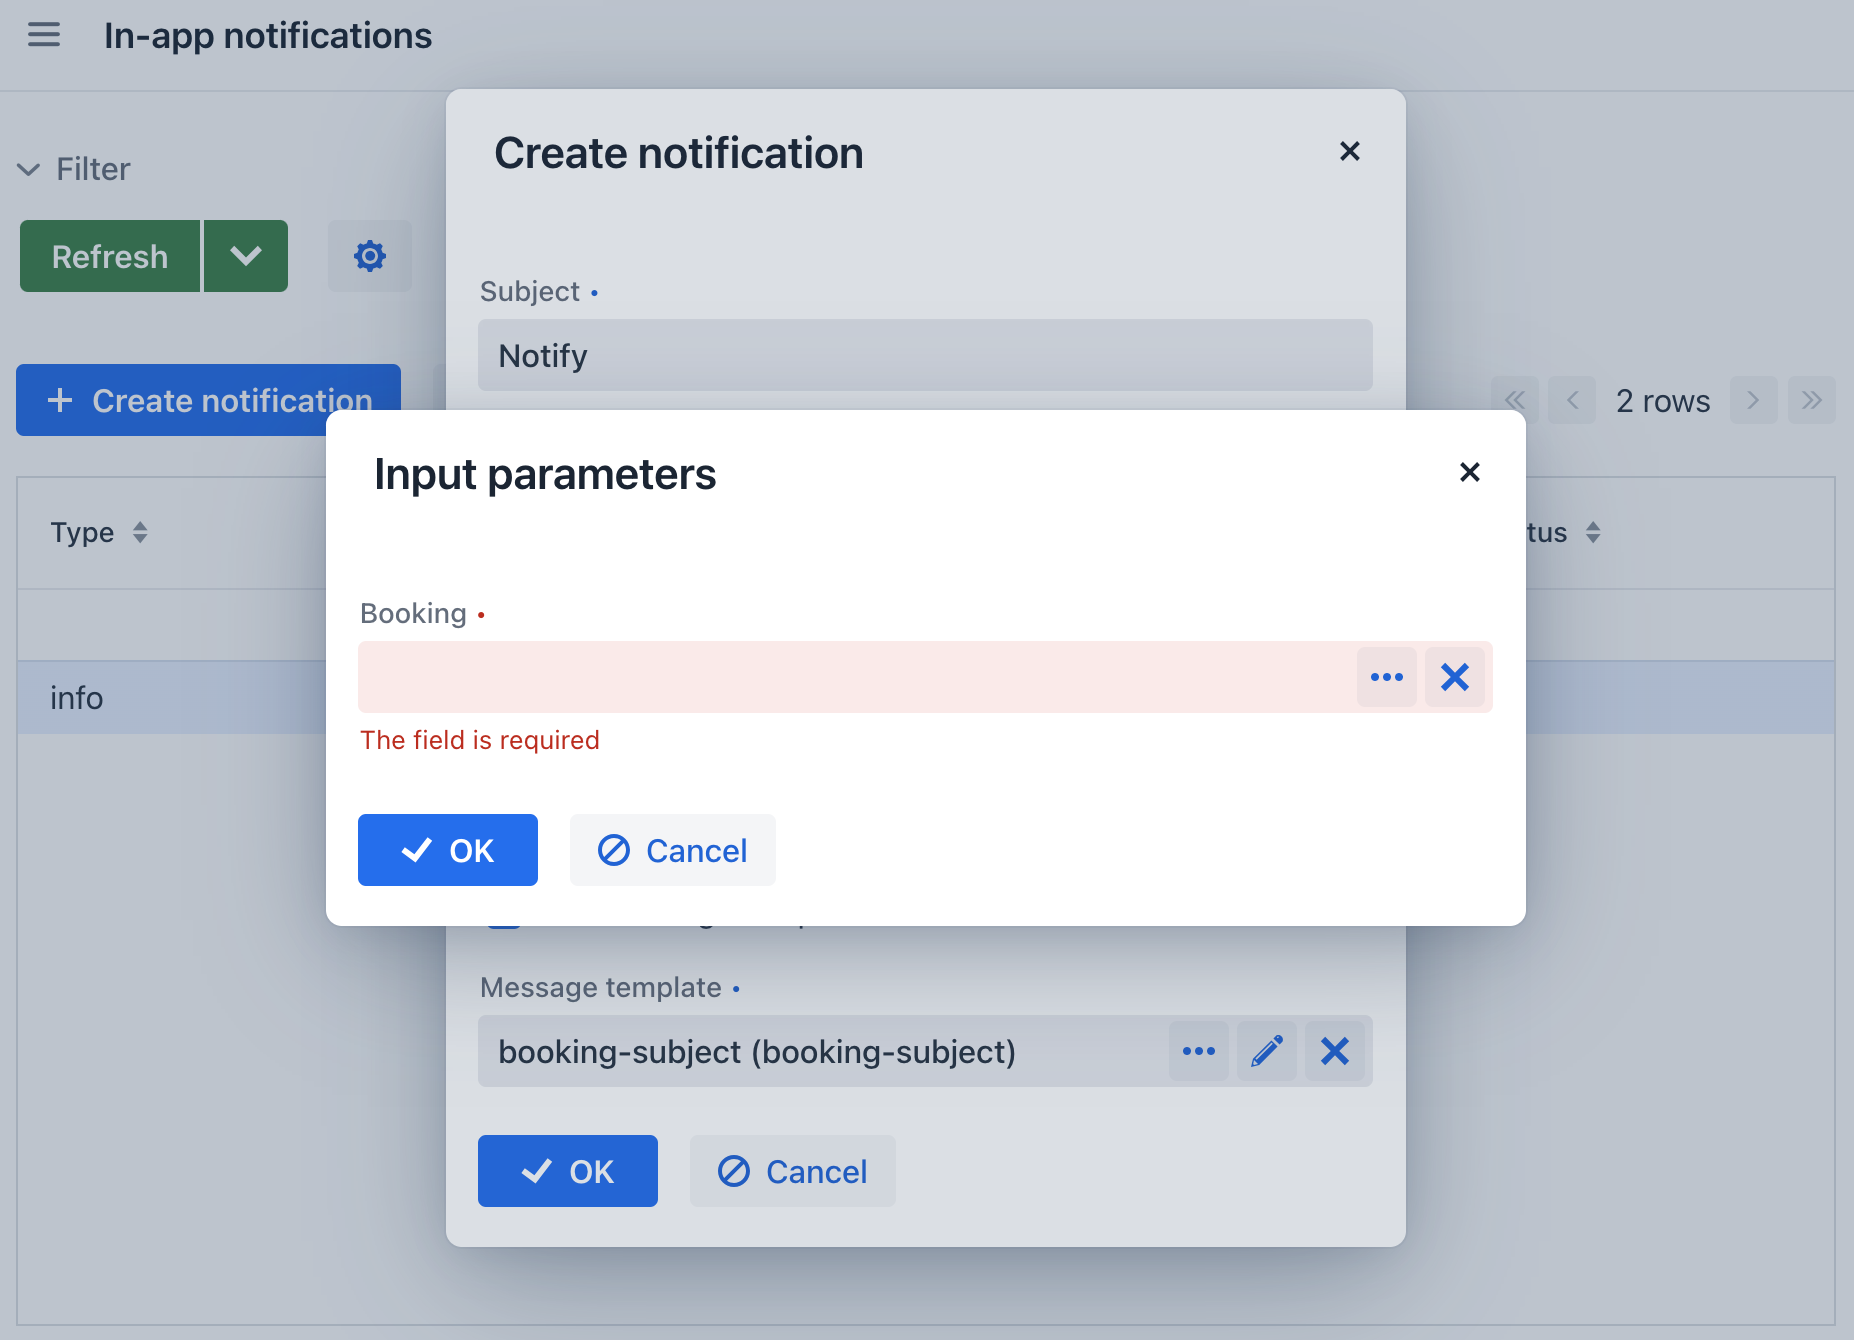 In-app notifications
Filter
Refresh
Create notification
2 rows
Type
tus
info
Create notification
Subject •
Notify
Input parameters
Booking •
The field is required
OK
Cancel
Message template •
booking-subject (booking-subject)
OK
Cancel